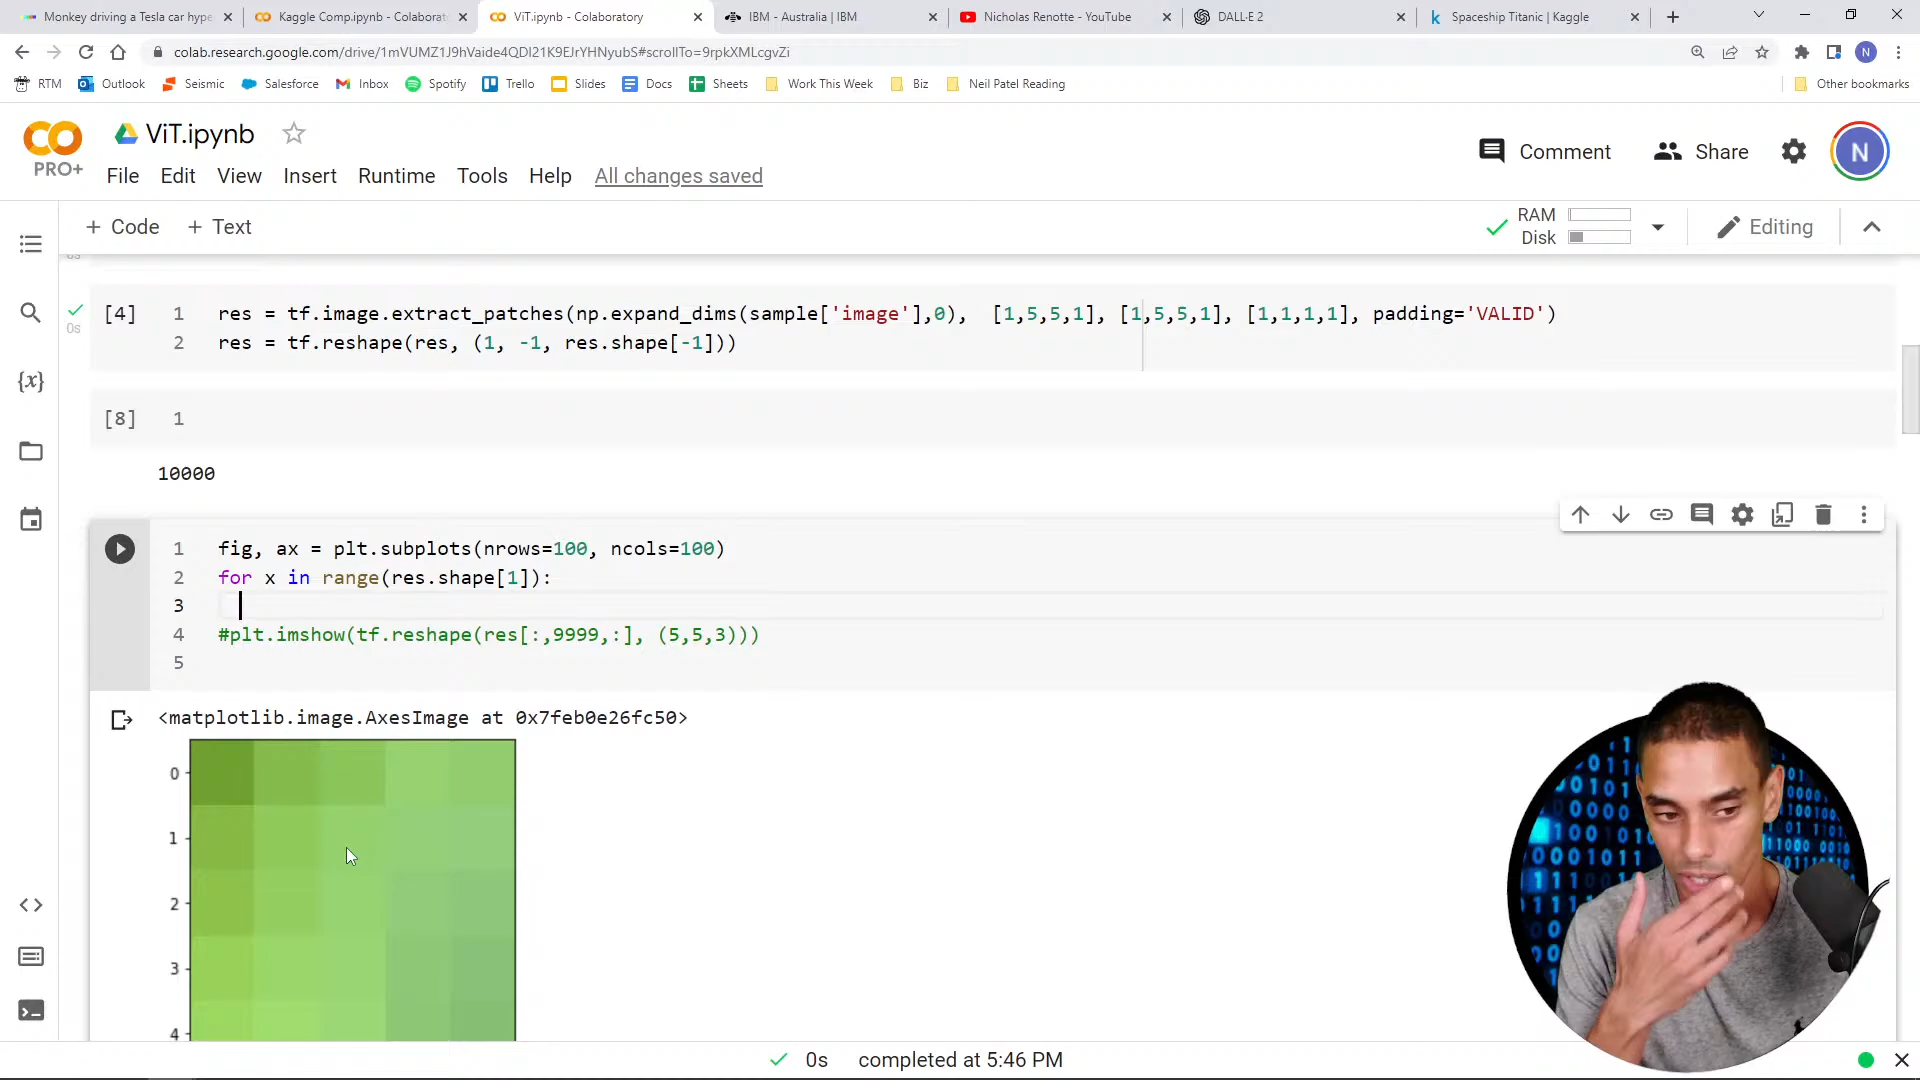 Monkey driving a Tesla car hype
Kaggle Comp.ipynb - Colaborat
ViT.ipynb - Colaboratory
IBM - Australia | IBM
Nicholas Renotte - YouTube
DALL·E 2
Spaceship Titanic | Kaggle
colab.research.google.com/drive/1mVUMZ1J9hVaide4QDI21K9EJrYHNyubS#scrollTo=9rpkXMLcgvZi
N
RTM
Outlook
Seismic
Salesforce
Inbox
Spotify
Trello
Slides
Docs
Sheets
Work This Week
Biz
Neil Patel Reading
Other bookmarks
PRO+
ViT.ipynb
File Edit View Insert Runtime Tools Help All changes saved
Comment
Share
N
+ Code + Text
RAM
Disk
Editing
0s
[4] 1 res = tf.image.extract_patches(np.expand_dims(sample['image'],0), [1,5,5,1], [1,5,5,1], [1,1,1,1], padding='VALID')
0s
2 res = tf.reshape(res, (1, -1, res.shape[-1]))
[8] 1
10000
1 fig, ax = plt.subplots(nrows=100, ncols=100)
2 for x in range(res.shape[1]):
3
4 #plt.imshow(tf.reshape(res[:,9999,:], (5,5,3)))
5
<matplotlib.image.AxesImage at 0x7feb0e26fc50>
0
1
2
3
4
0s completed at 5:46 PM